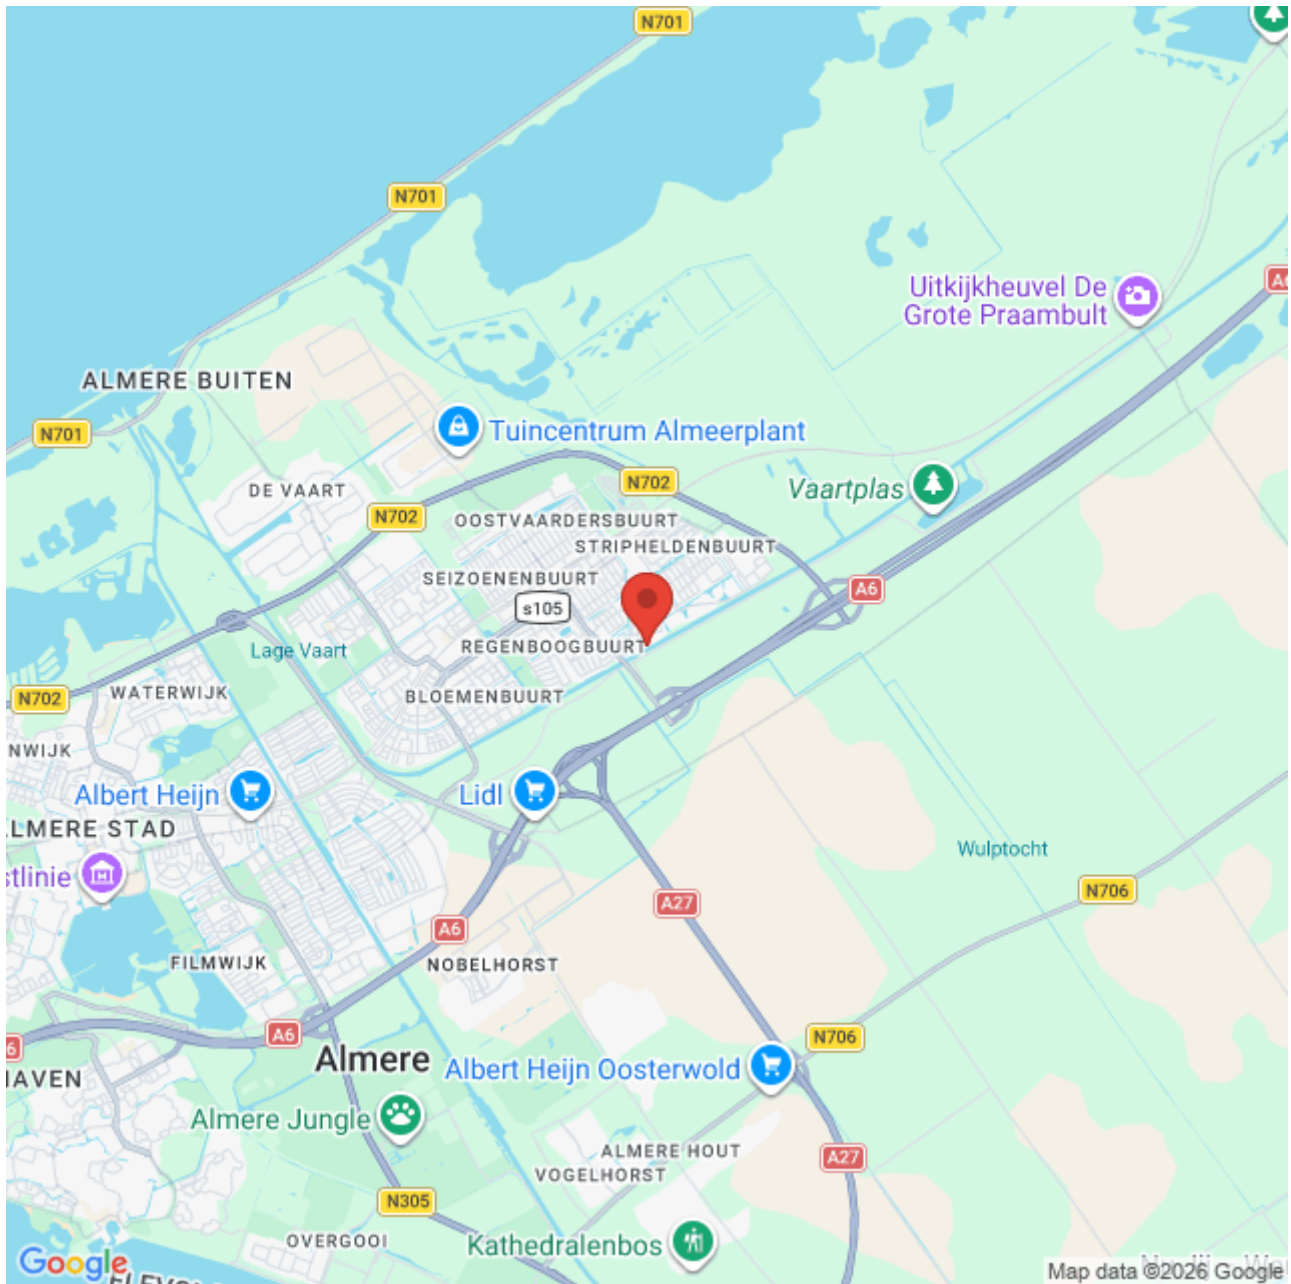 N701
N701
Uitkijkheuvel De
Grote Praambult
ALMERE BUITEN
N701
Tuincentrum Almeerplant
DE VAART
N702
Vaartplas
N702
OOSTVAARDERSBUURT
STRIPHELDENBUURT
SEIZOENENBUURT
A6
s105
REGENBOOGBUURT
Lage Vaart
WATERWIJK
N702
BLOEMENBUURT
NWIJK
Albert Heijn
Lidl
LMERE STAD
Wulptocht
stlinie
N706
A27
A6
FILMWIJK
NOBELHORST
A6
N706
6
Almere
Albert Heijn Oosterwold
HAVEN
Almere Jungle
ALMERE HOUT
A27
VOGELHORST
N305
OVERGOOI
Kathedralenbos
Google
Map data ©2026 Google